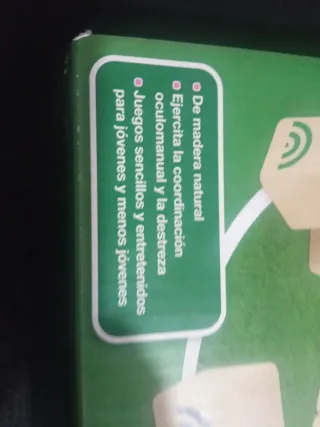 De madera natural
Ejercita la coordinación
oculomanual y la destreza
Juegos sencillos y entretenidos
para jóvenes y menos jóvenes